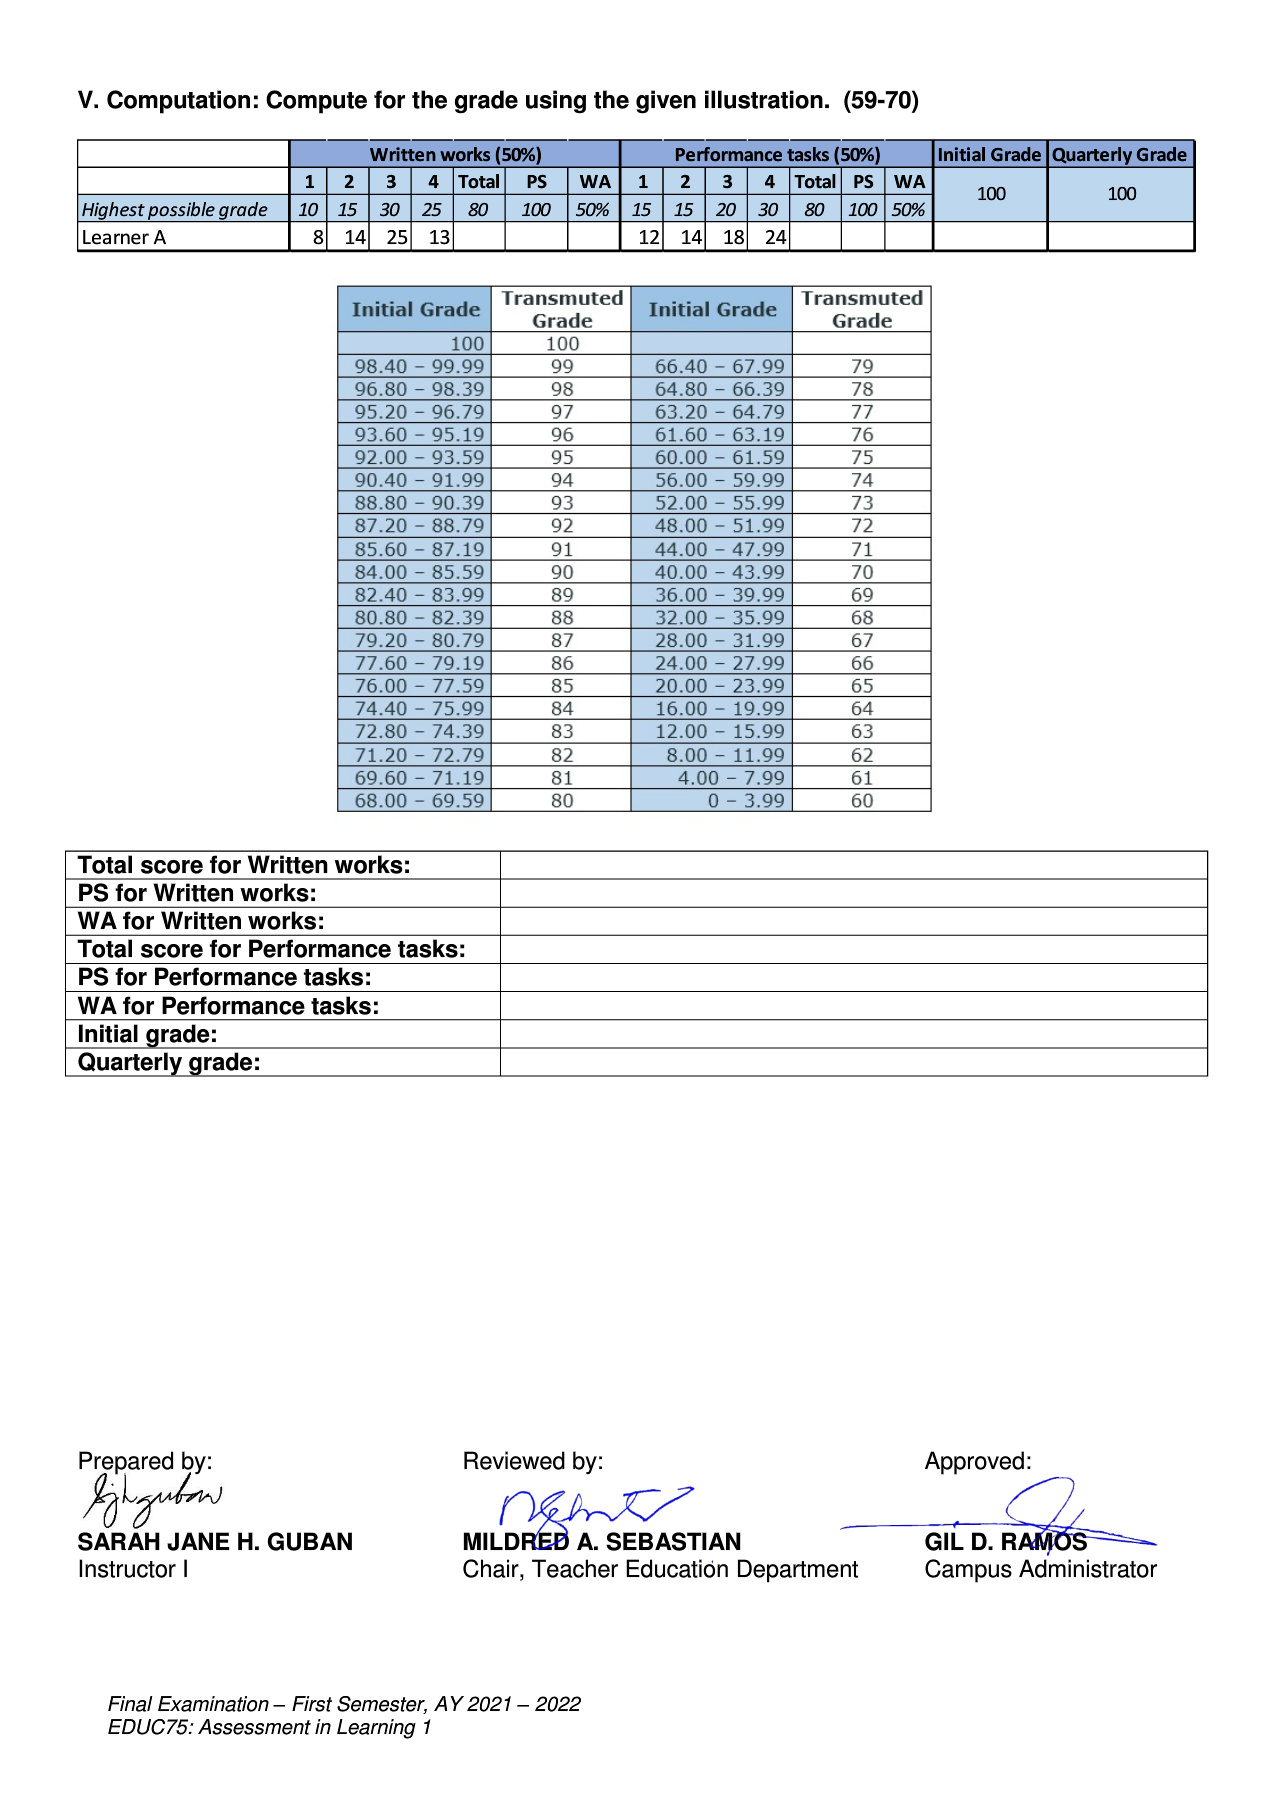 V. Computation: Compute for the grade using the given illustration. (59-70)
Written works (50%) Performance tasks (50%) Initial Grade Quarterly Grade
1 2 3 4 Total PS WA 1 2 3 4 Total PS WA 100 100
Highest possible grade 10 15 30 25 80 100 50% 15 15 20 30 80 100 50%
Learner A 8 14 25 13 12 14 18 24
Initial Grade Transmuted Grade Initial Grade Transmuted Grade
100 100
98.40 – 99.99 99 66.40 – 67.99 79
96.80 – 98.39 98 64.80 – 66.39 78
95.20 – 96.79 97 63.20 – 64.79 77
93.60 – 95.19 96 61.60 – 63.19 76
92.00 – 93.59 95 60.00 – 61.59 75
90.40 – 91.99 94 56.00 – 59.99 74
88.80 – 90.39 93 52.00 – 55.99 73
87.20 – 88.79 92 48.00 – 51.99 72
85.60 – 87.19 91 44.00 – 47.99 71
84.00 – 85.59 90 40.00 – 43.99 70
82.40 – 83.99 89 36.00 – 39.99 69
80.80 – 82.39 88 32.00 – 35.99 68
79.20 – 80.79 87 28.00 – 31.99 67
77.60 – 79.19 86 24.00 – 27.99 66
76.00 – 77.59 85 20.00 – 23.99 65
74.40 – 75.99 84 16.00 – 19.99 64
72.80 – 74.39 83 12.00 – 15.99 63
71.20 – 72.79 82 8.00 – 11.99 62
69.60 – 71.19 81 4.00 – 7.99 61
68.00 – 69.59 80 0 – 3.99 60
Total score for Written works:
PS for Written works:
WA for Written works:
Total score for Performance tasks:
PS for Performance tasks:
WA for Performance tasks:
Initial grade:
Quarterly grade:
Prepared by: Reviewed by: Approved:
SARAH JANE H. GUBAN MILDRED A. SEBASTIAN GIL D. RAMOS
Instructor I Chair, Teacher Education Department Campus Administrator
Final Examination – First Semester, AY 2021 – 2022
EDUC75: Assessment in Learning 1